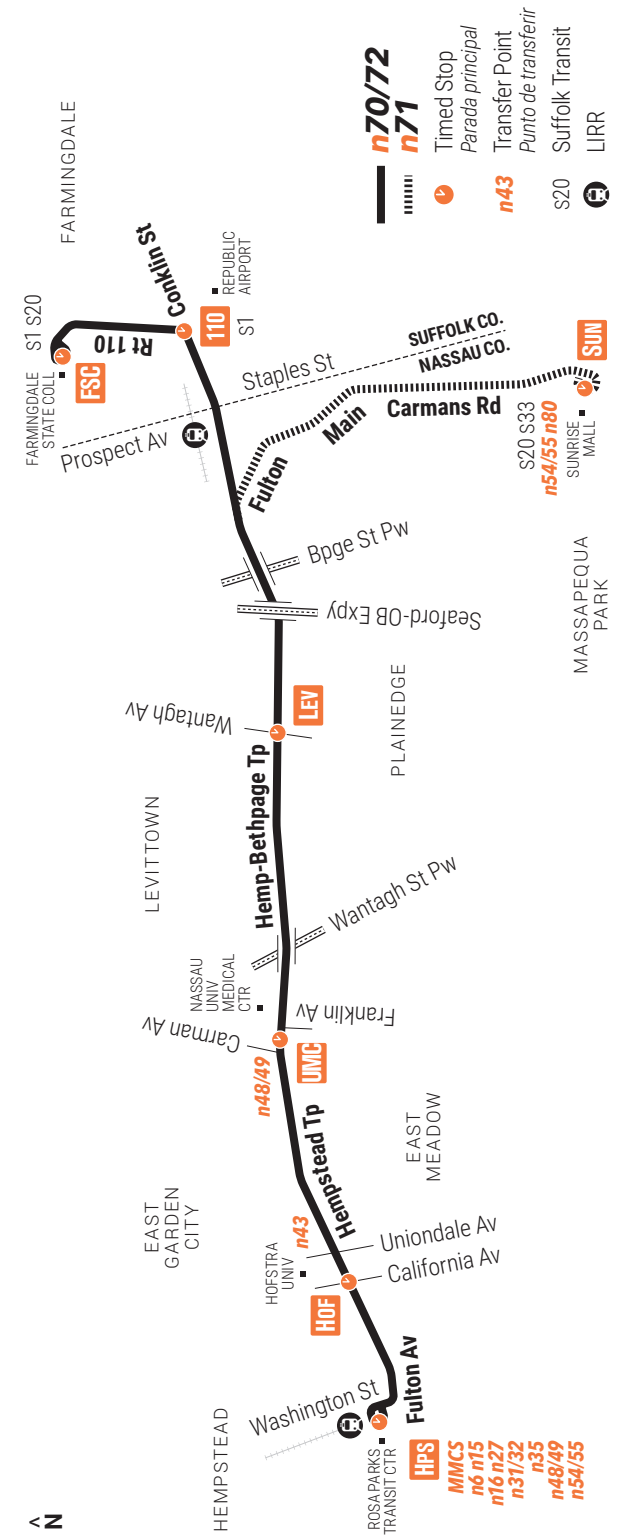 N
HEMPSTEAD
Washington St
ROSA PARKS
TRANSIT CTR
HPS
MMCS
n6 n15
n16 n27
n31/32
n35
n48/49
n54/55
Fulton Av
HOF
HOFSTRA
UNIV
California Av
Uniondale Av
n43
Hempstead Tp
EAST
GARDEN
CITY
EAST
MEADOW
n48/49
UMC
Carman Av
Franklin Av
NASSAU
UNIV
MEDICAL
CTR
Wantagh St Pw
LEVITTOWN
Hemp-Bethpage Tp
Wantagh Av
LEV
PLAINEDGE
Seaford-OB Expy
Bpge St Pw
MASSAPEQUA
PARK
Fulton
Main
Carmans Rd
S20 S33
n54/55 n80
SUNRISE
MALL
SUN
Prospect Av
Staples St
SUFFOLK CO.
NASSAU CO.
FARMINGDALE
STATE COLL
FSC
S1 S20
Rt 110
Conklin St
110
S1
REPUBLIC
AIRPORT
FARMINGDALE
n70/72
n71
Timed Stop
Parada principal
n43
Transfer Point
Punto de transferir
S20
Suffolk Transit
LIRR